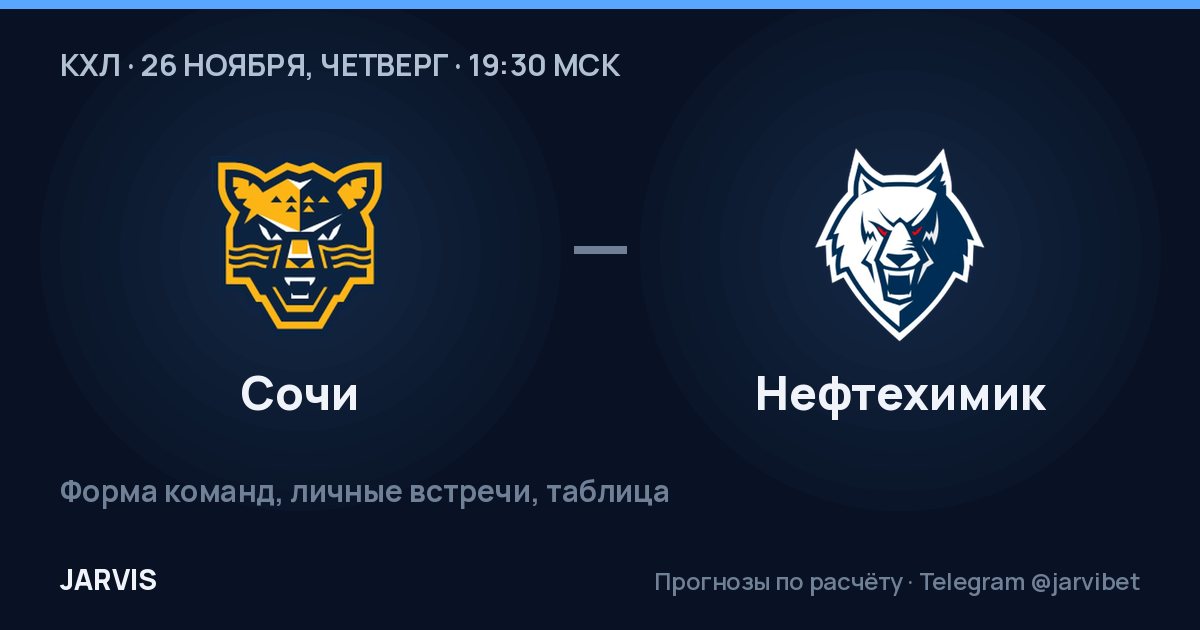 КХЛ · 26 НОЯБРЯ, ЧЕТВЕРГ · 19:30 МСК
—
Сочи
Нефтехимик
Форма команд, личные встречи, таблица
JARVIS
Прогнозы по расчёту · Telegram @jarvibet